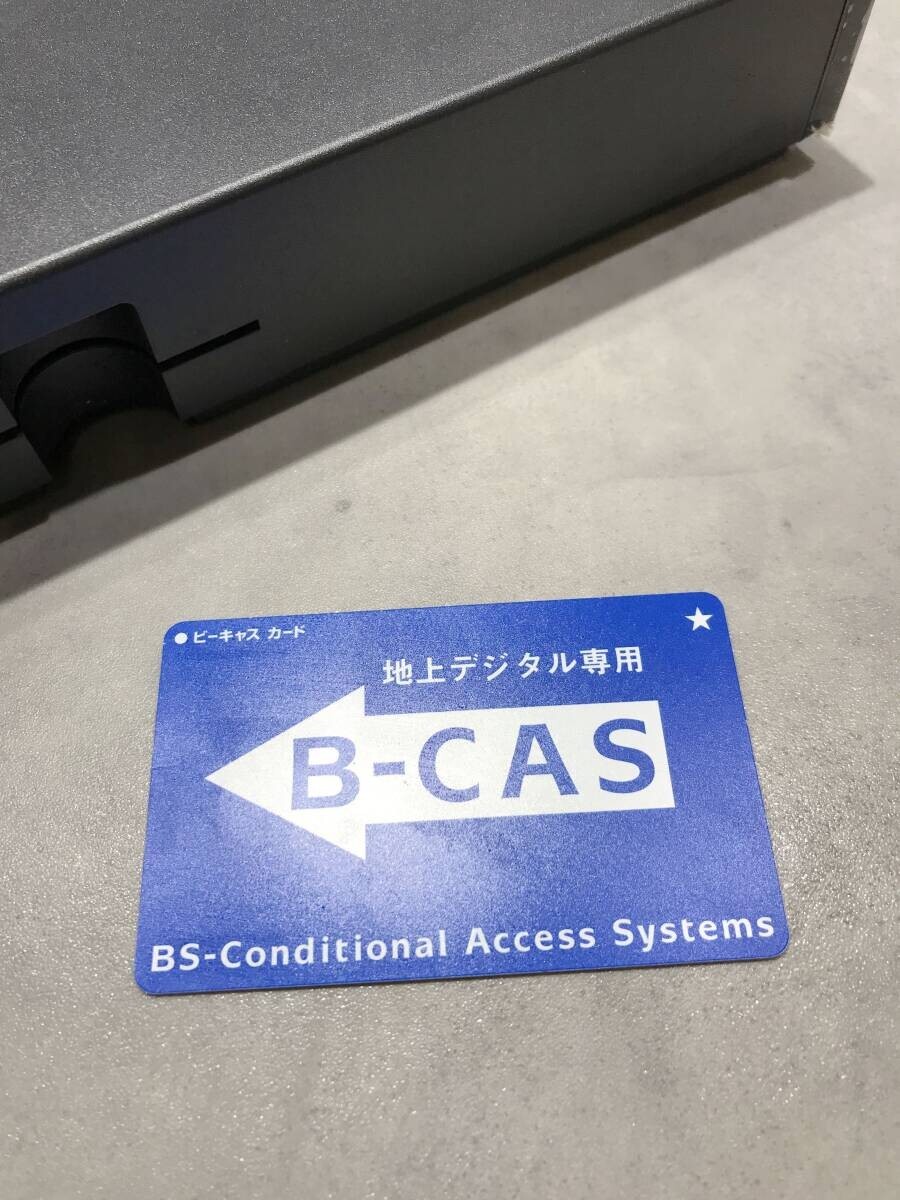 ●ビーキャス カード
★
地上デジタル専用
B-CAS
BS-Conditional Access Systems